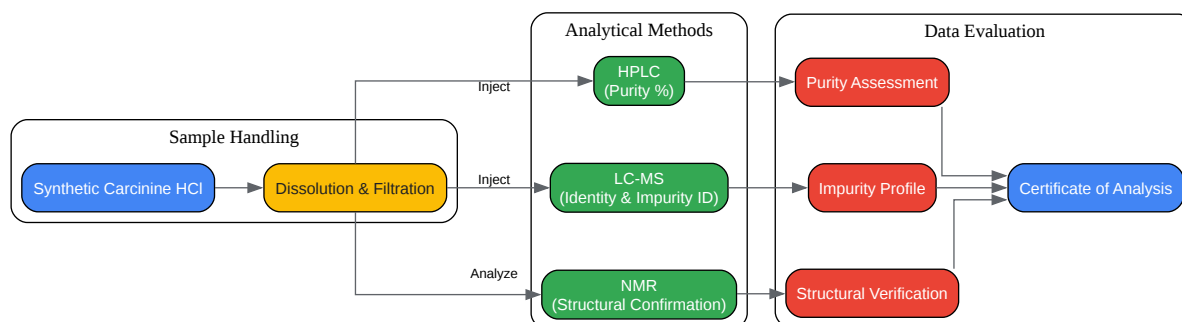 Analytical Methods
Data Evaluation
HPLC
(Purity %)
Purity Assessment
Inject
Sample Handling
Synthetic Carcinine HCl
Dissolution & Filtration
Inject
LC-MS
(Identity & Impurity ID)
Impurity Profile
Certificate of Analysis
Analyze
NMR
(Structural Confirmation)
Structural Verification